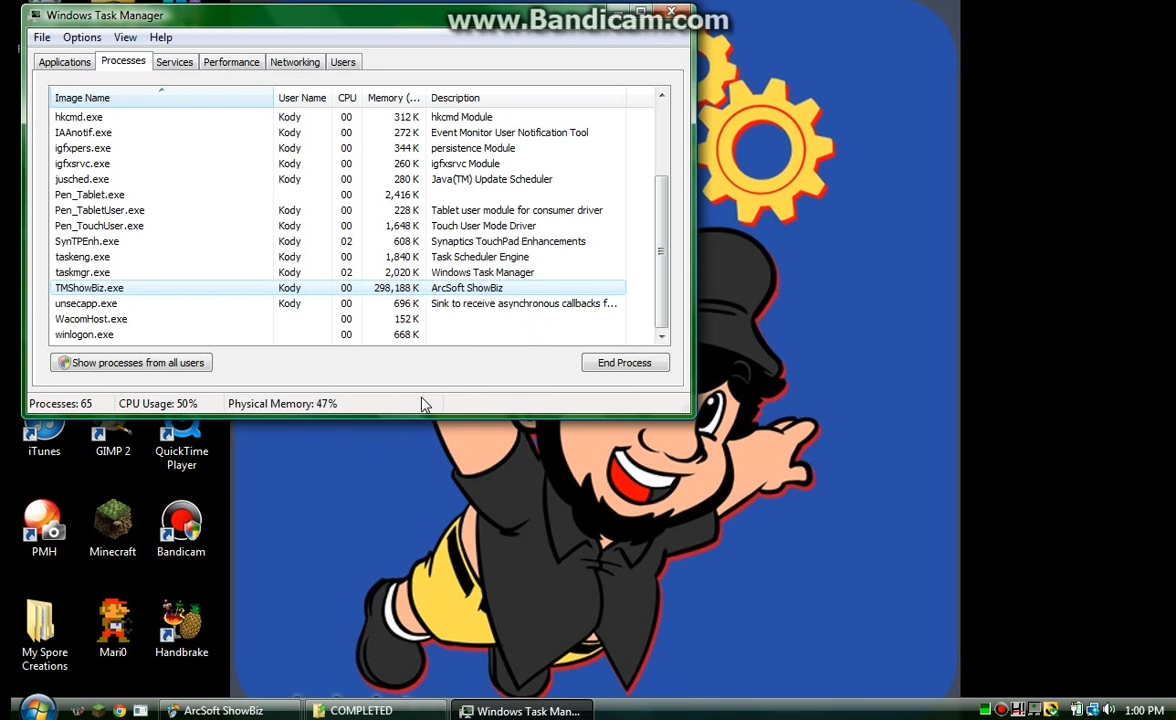 Windows Task Manager
www.Bandicam.com
File Options View Help
Applications Processes Services Performance Networking Users
Image Name User Name CPU Memory (... Description
hkcmd.exe Kody 00 312 K hkcmd Module
IAAnotif.exe Kody 00 272 K Event Monitor User Notification Tool
igfxpers.exe Kody 00 344 K persistence Module
igfxsrvc.exe Kody 00 260 K igfxsrvc Module
jusched.exe Kody 00 280 K Java(TM) Update Scheduler
Pen_Tablet.exe 00 2,416 K
Pen_TabletUser.exe Kody 00 228 K Tablet user module for consumer driver
Pen_TouchUser.exe Kody 00 1,648 K Touch User Mode Driver
SynTPEnh.exe Kody 02 608 K Synaptics TouchPad Enhancements
taskeng.exe Kody 00 1,840 K Task Scheduler Engine
taskmgr.exe Kody 02 2,020 K Windows Task Manager
TMShowBiz.exe Kody 00 298,188 K ArcSoft ShowBiz
unsecapp.exe Kody 00 696 K Sink to receive asynchronous callbacks f...
WacomHost.exe 00 152 K
winlogon.exe 00 668 K
Show processes from all users End Process
Processes: 65 CPU Usage: 50% Physical Memory: 47%
iTunes GIMP 2 QuickTime Player
PMH Minecraft Bandicam
My Spore Creations Mari0 Handbrake
ArcSoft ShowBiz COMPLETED Windows Task Man... 1:00 PM